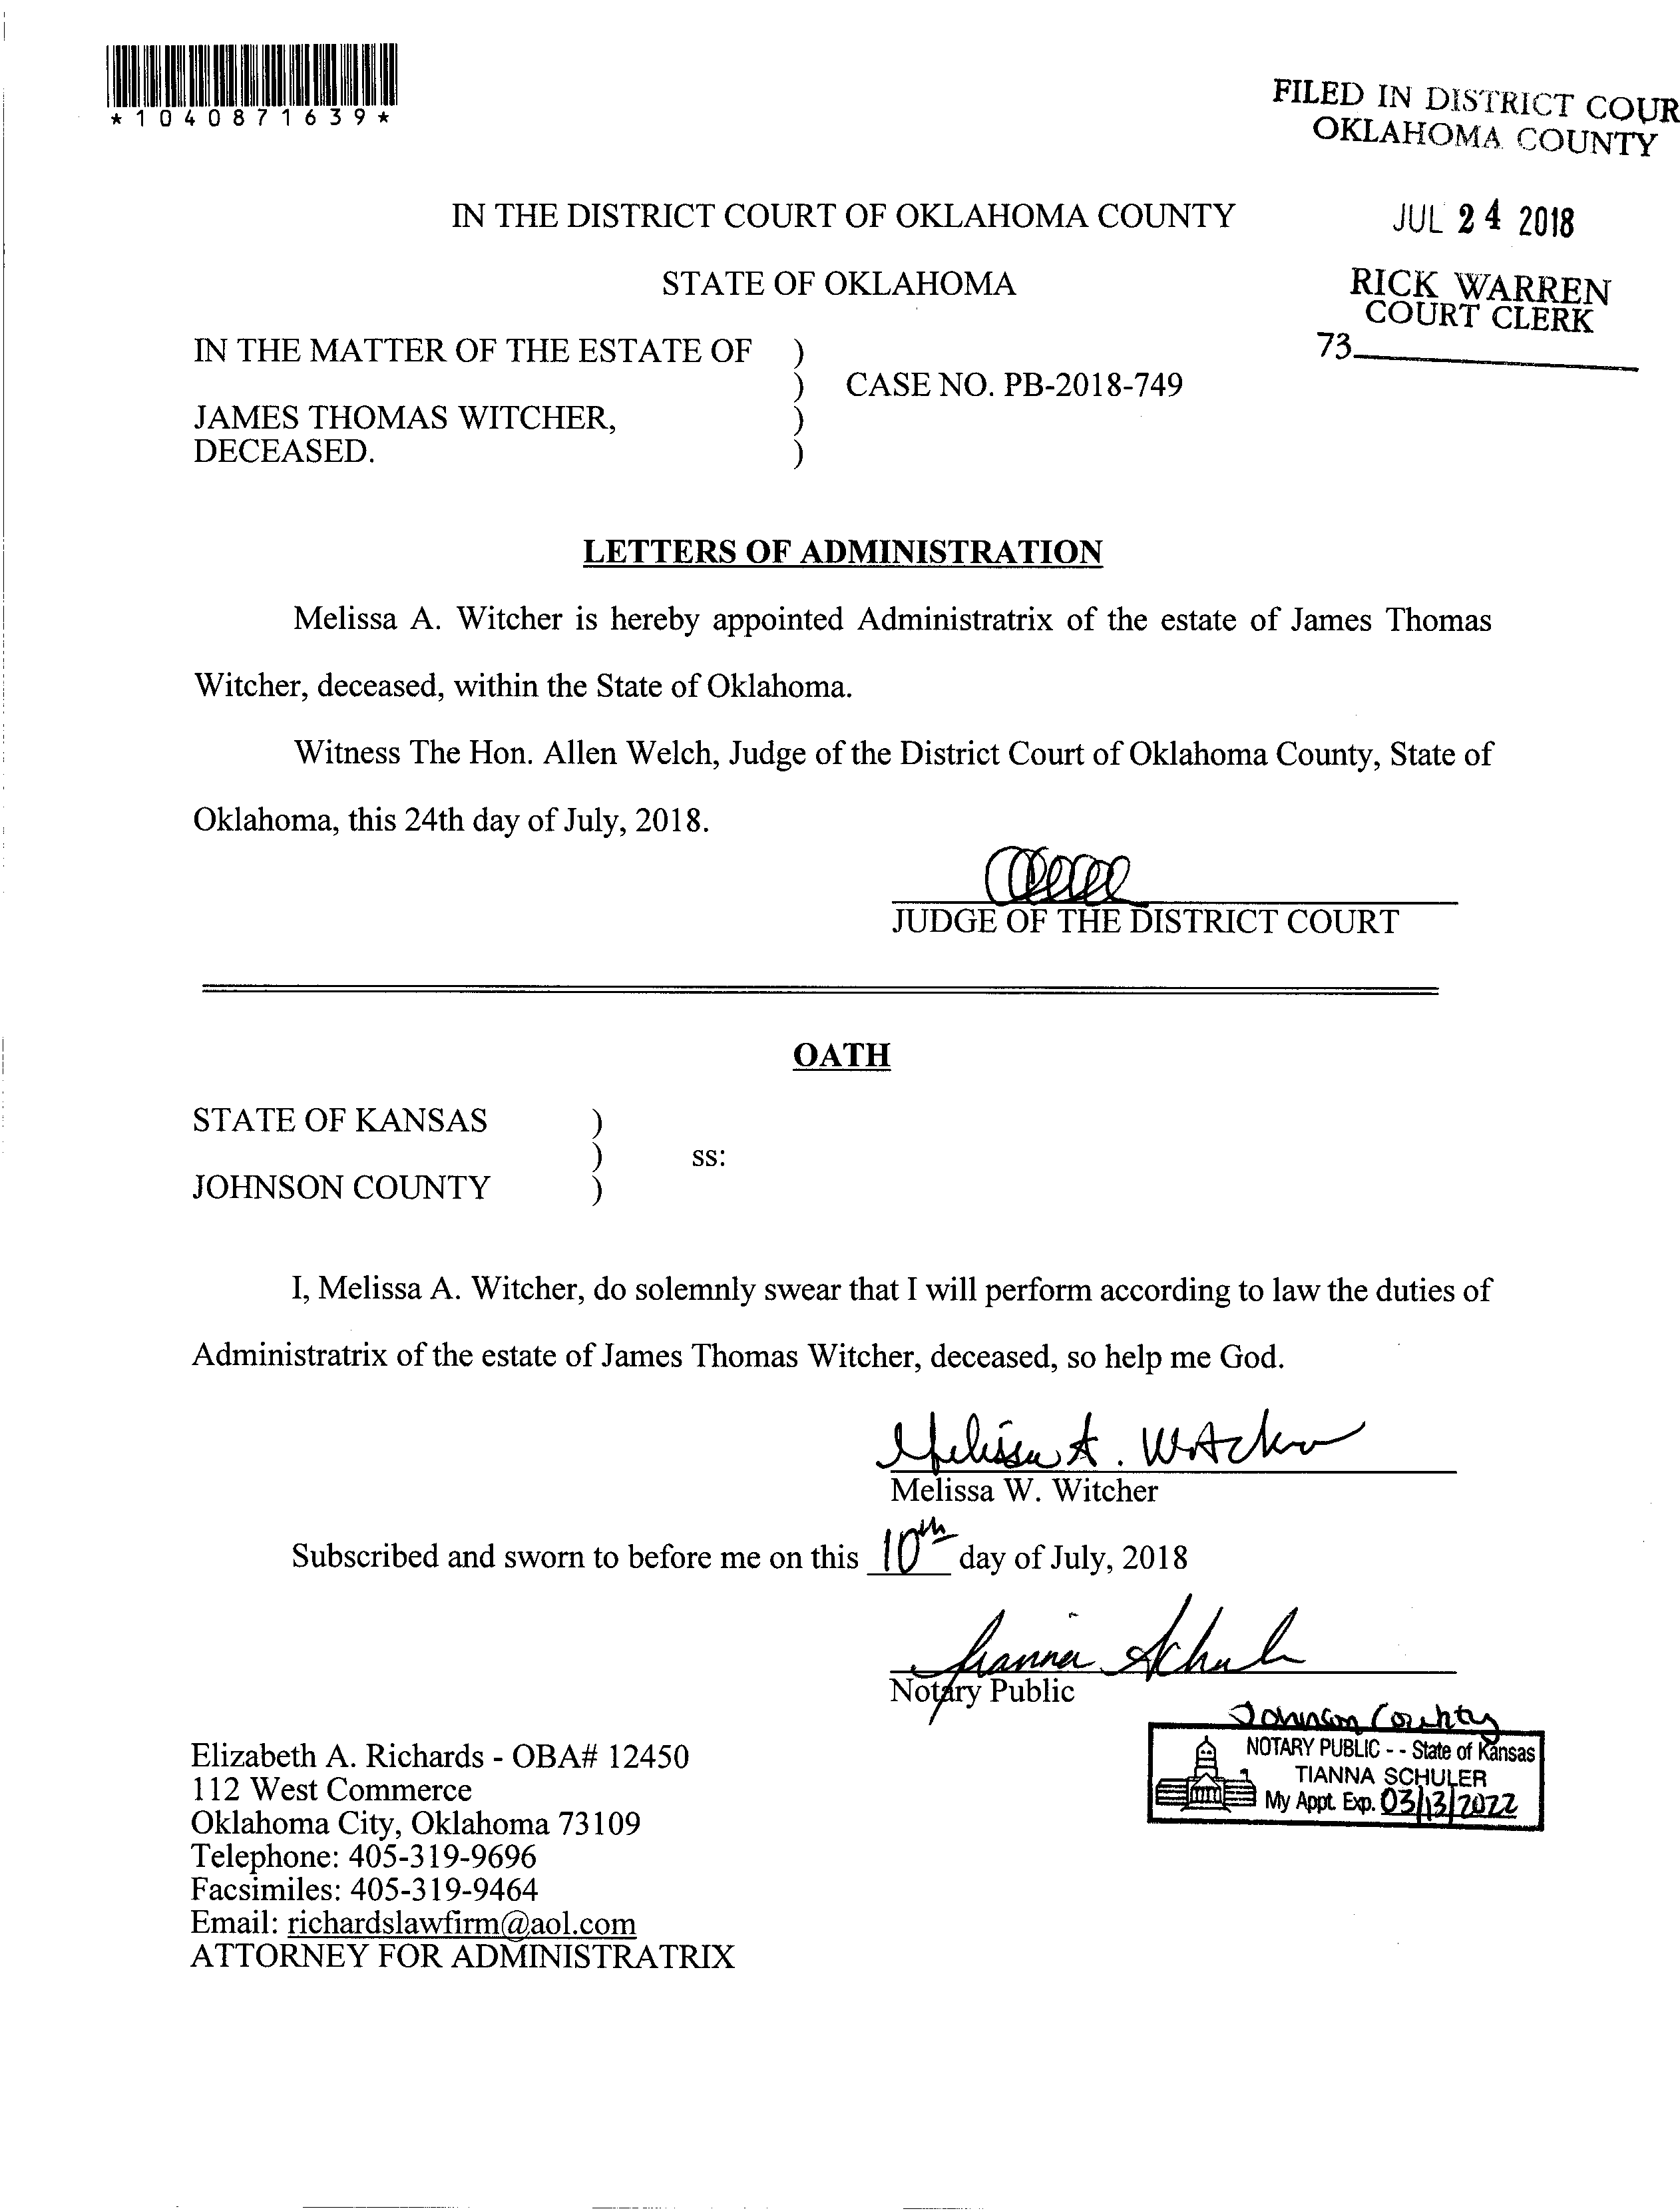 *1040871639*
FILED IN DISTRICT COUR
OKLAHOMA COUNTY
JUL 24 2018
RICK WARREN
COURT CLERK
73
IN THE DISTRICT COURT OF OKLAHOMA COUNTY
STATE OF OKLAHOMA
IN THE MATTER OF THE ESTATE OF )
) CASE NO. PB-2018-749
JAMES THOMAS WITCHER, )
DECEASED. )
LETTERS OF ADMINISTRATION
Melissa A. Witcher is hereby appointed Administratrix of the estate of James Thomas
Witcher, deceased, within the State of Oklahoma.
Witness The Hon. Allen Welch, Judge of the District Court of Oklahoma County, State of
Oklahoma, this 24th day of July, 2018.
JUDGE OF THE DISTRICT COURT
OATH
STATE OF KANSAS )
) ss:
JOHNSON COUNTY )
I, Melissa A. Witcher, do solemnly swear that I will perform according to law the duties of
Administratrix of the estate of James Thomas Witcher, deceased, so help me God.
Melissa A. Witcher
Melissa W. Witcher
Subscribed and sworn to before me on this 10th day of July, 2018
Tianna Schuler
Notary Public
Johnson County
NOTARY PUBLIC - - State of Kansas
TIANNA SCHULER
My Appt. Exp. 03/13/2022
Elizabeth A. Richards - OBA# 12450
112 West Commerce
Oklahoma City, Oklahoma 73109
Telephone: 405-319-9696
Facsimiles: 405-319-9464
Email: richardslawfirm@aol.com
ATTORNEY FOR ADMINISTRATRIX